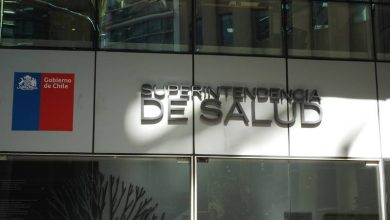 Gobierno
de Chile
SUPERINTENDENCIA
DE SALUD